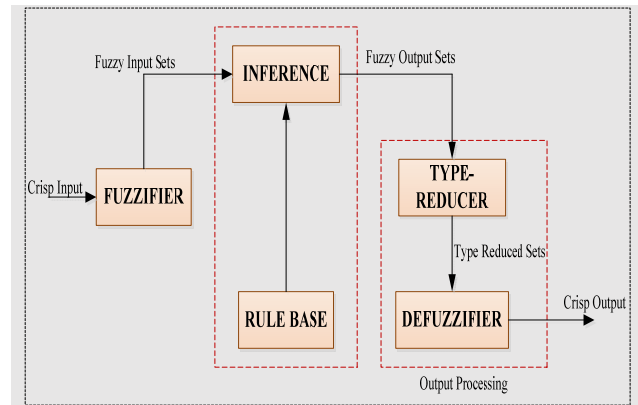 Fuzzy Input Sets
INFERENCE
Fuzzy Output Sets
Crisp Input
FUZZIFIER
TYPE-
REDUCER
Type Reduced Sets
RULE BASE
DEFUZZIFIER
Crisp Output
Output Processing